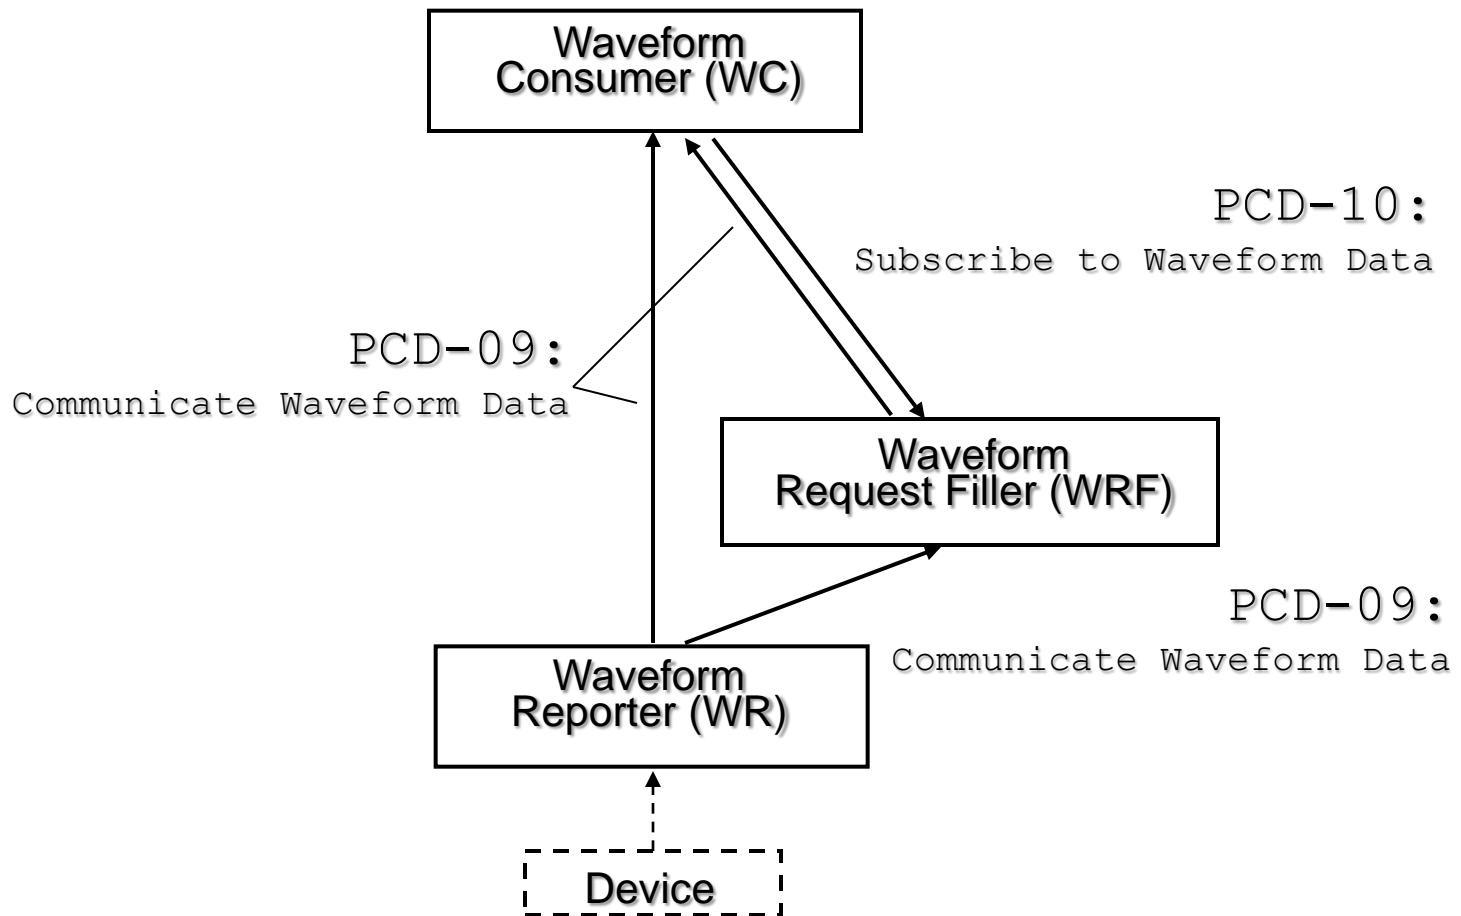 Waveform
Consumer (WC)
PCD-10:
Subscribe to Waveform Data
PCD-09:
Communicate Waveform Data
Waveform
Request Filler (WRF)
PCD-09:
Communicate Waveform Data
Waveform
Reporter (WR)
Device